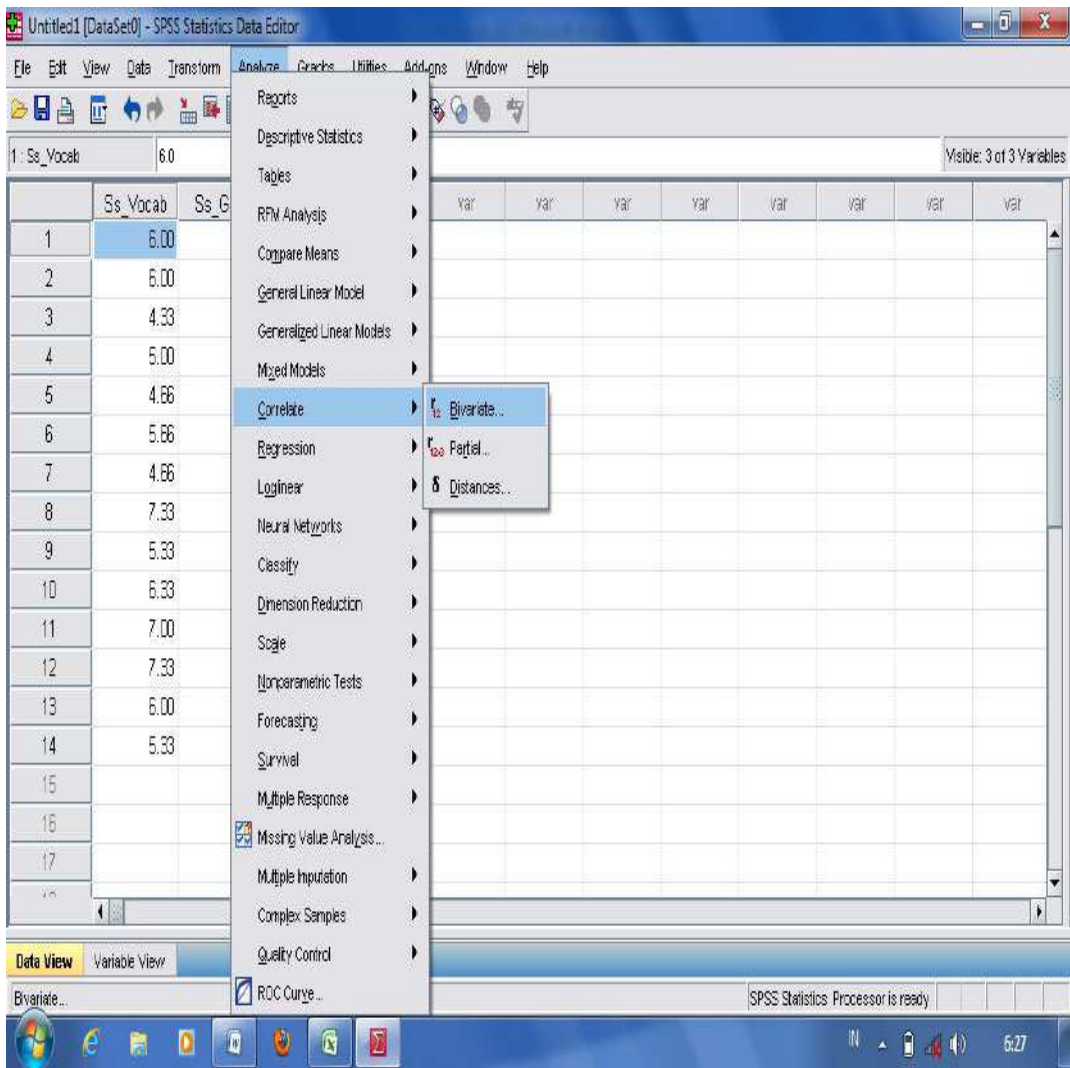 Untitled1 [DataSet0] - SPSS Statistics Data Editor
File Edit View Data Transform Analyze Graphs Utilities Add-ons Window Help
1 : Ss_Vocab 6.0 Visible: 3 of 3 Variables
Ss_Vocab Ss_G var var var var var var var var
1 6.00
2 6.00
3 4.33
4 5.00
5 4.66
6 5.66
7 4.66
8 7.33
9 5.33
10 6.33
11 7.00
12 7.33
13 6.00
14 5.33
15
16
17
Reports
Descriptive Statistics
Tables
RFM Analysis
Compare Means
General Linear Model
Generalized Linear Models
Mixed Models
Correlate
Regression
Loglinear
Neural Networks
Classify
Dimension Reduction
Scale
Nonparametric Tests
Forecasting
Survival
Multiple Response
Missing Value Analysis...
Multiple Imputation
Complex Samples
Quality Control
ROC Curve...
r12 Bivariate...
r12•3 Partial...
δ Distances...
Data View Variable View
Bivariate... SPSS Statistics Processor is ready
IN 6:27